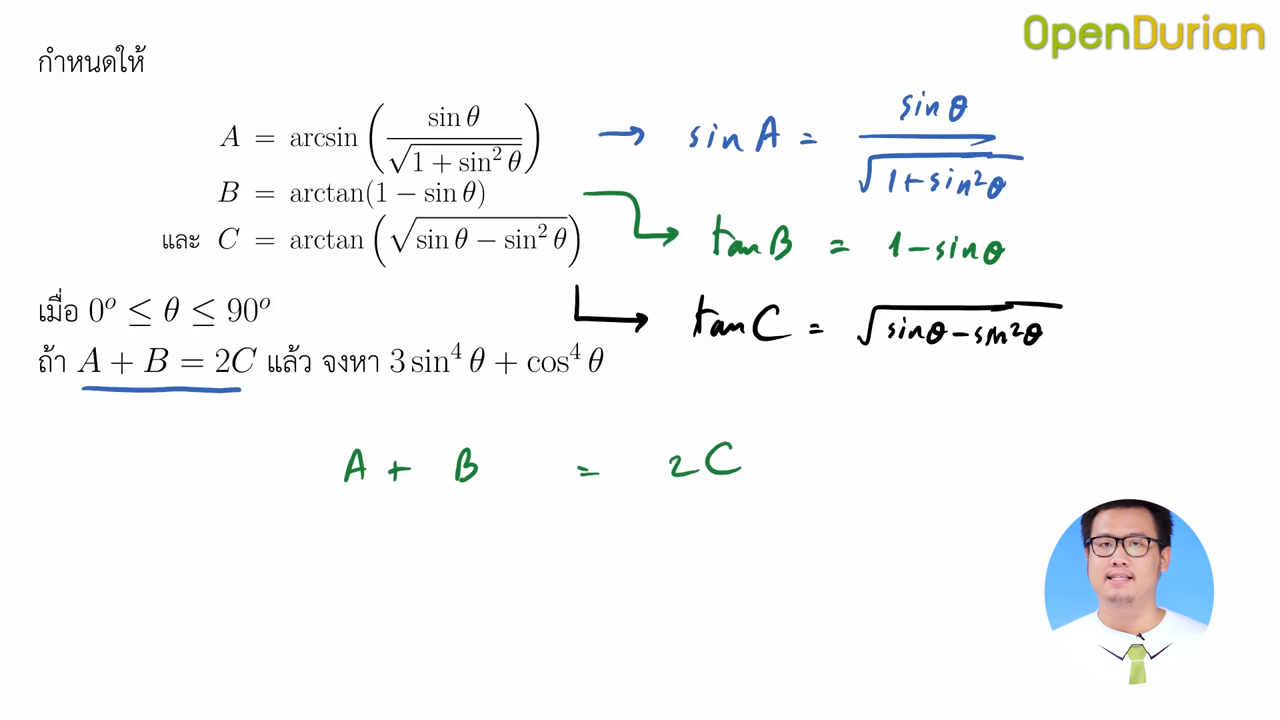 OpenDurian
กำหนดให้
A = arcsin ( sin θ / √(1 + sin² θ) ) → sin A = sin θ / √(1 + sin²θ)
B = arctan(1 − sin θ) → tan B = 1 − sin θ
และ C = arctan ( √(sin θ − sin² θ) ) → tan C = √(sin θ − sin²θ)
เมื่อ 0° ≤ θ ≤ 90°
ถ้า A + B = 2C แล้ว จงหา 3 sin⁴ θ + cos⁴ θ
A + B = 2C